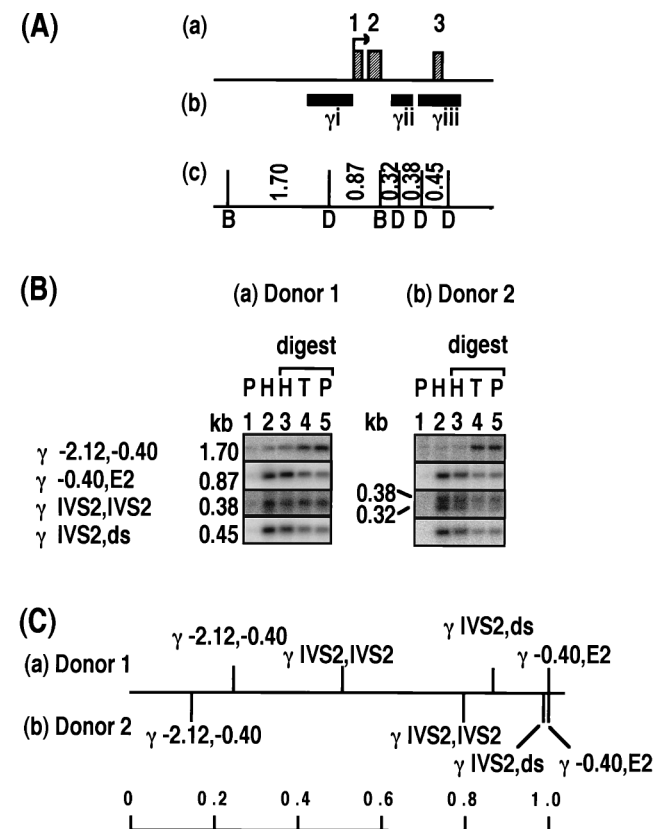 (A)
(a)
1 2 3
(b)
γi γii γiii
(c)
1.70 0.87 0.32 0.38 0.45
B D B D D D
(B)
(a) Donor 1 (b) Donor 2
digest digest
P H H T P P H H T P
kb 1 2 3 4 5 kb 1 2 3 4 5
γ -2.12,-0.40 1.70
γ -0.40,E2 0.87
γ IVS2,IVS2 0.38 0.38
0.32
γ IVS2,ds 0.45
(C)
γ IVS2,ds
γ -2.12,-0.40 γ IVS2,IVS2 γ -0.40,E2
(a) Donor 1
(b) Donor 2
γ -2.12,-0.40 γ IVS2,IVS2
γ IVS2,ds γ -0.40,E2
0 0.2 0.4 0.6 0.8 1.0